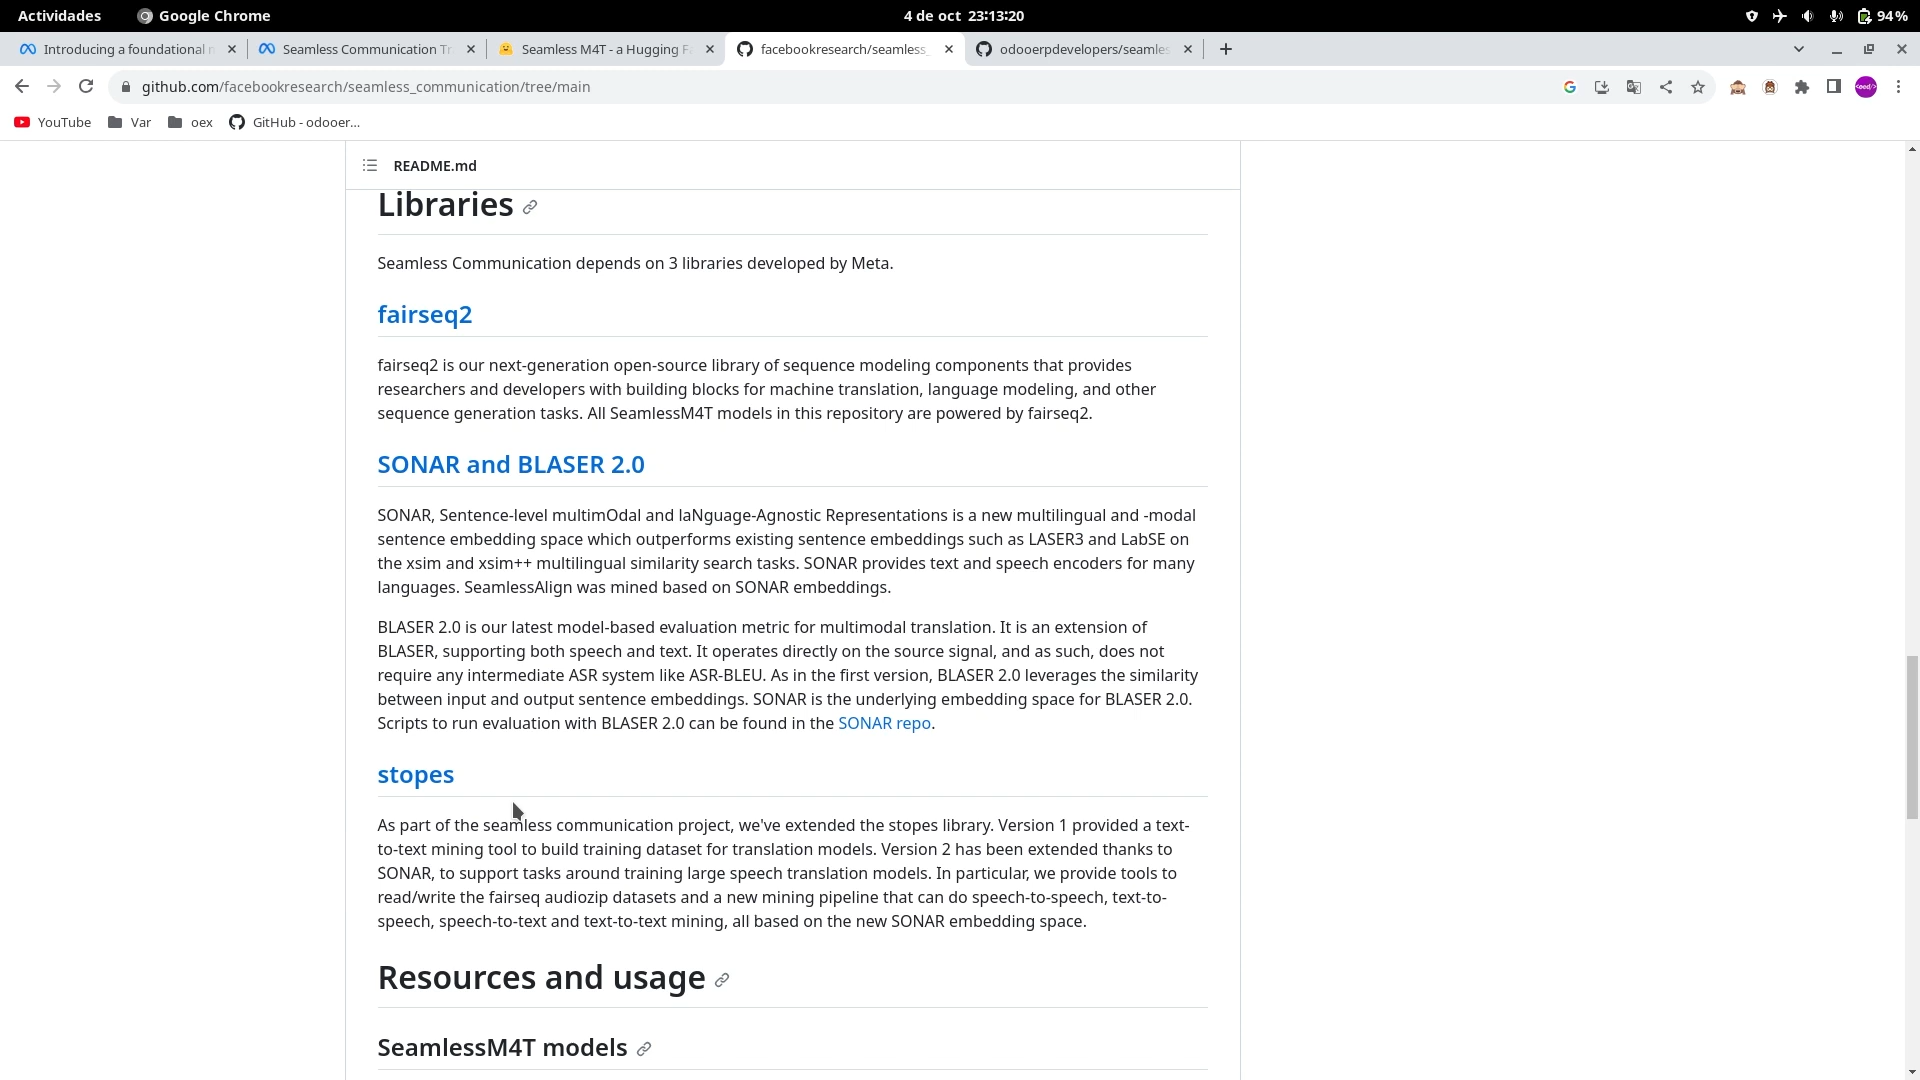 Actividades
Google Chrome
4 de oct 23:13:20
94%
Introducing a foundational
Seamless Communication Tr
Seamless M4T - a Hugging F
facebookresearch/seamless_
odooerpdevelopers/seamles
github.com/facebookresearch/seamless_communication/tree/main
YouTube
Var
oex
GitHub - odooer...
README.md
Libraries
Seamless Communication depends on 3 libraries developed by Meta.
fairseq2
fairseq2 is our next-generation open-source library of sequence modeling components that provides
researchers and developers with building blocks for machine translation, language modeling, and other
sequence generation tasks. All SeamlessM4T models in this repository are powered by fairseq2.
SONAR and BLASER 2.0
SONAR, Sentence-level multimOdal and laNguage-Agnostic Representations is a new multilingual and -modal
sentence embedding space which outperforms existing sentence embeddings such as LASER3 and LabSE on
the xsim and xsim++ multilingual similarity search tasks. SONAR provides text and speech encoders for many
languages. SeamlessAlign was mined based on SONAR embeddings.
BLASER 2.0 is our latest model-based evaluation metric for multimodal translation. It is an extension of
BLASER, supporting both speech and text. It operates directly on the source signal, and as such, does not
require any intermediate ASR system like ASR-BLEU. As in the first version, BLASER 2.0 leverages the similarity
between input and output sentence embeddings. SONAR is the underlying embedding space for BLASER 2.0.
Scripts to run evaluation with BLASER 2.0 can be found in the SONAR repo.
stopes
As part of the seamless communication project, we've extended the stopes library. Version 1 provided a text-
to-text mining tool to build training dataset for translation models. Version 2 has been extended thanks to
SONAR, to support tasks around training large speech translation models. In particular, we provide tools to
read/write the fairseq audiozip datasets and a new mining pipeline that can do speech-to-speech, text-to-
speech, speech-to-text and text-to-text mining, all based on the new SONAR embedding space.
Resources and usage
SeamlessM4T models